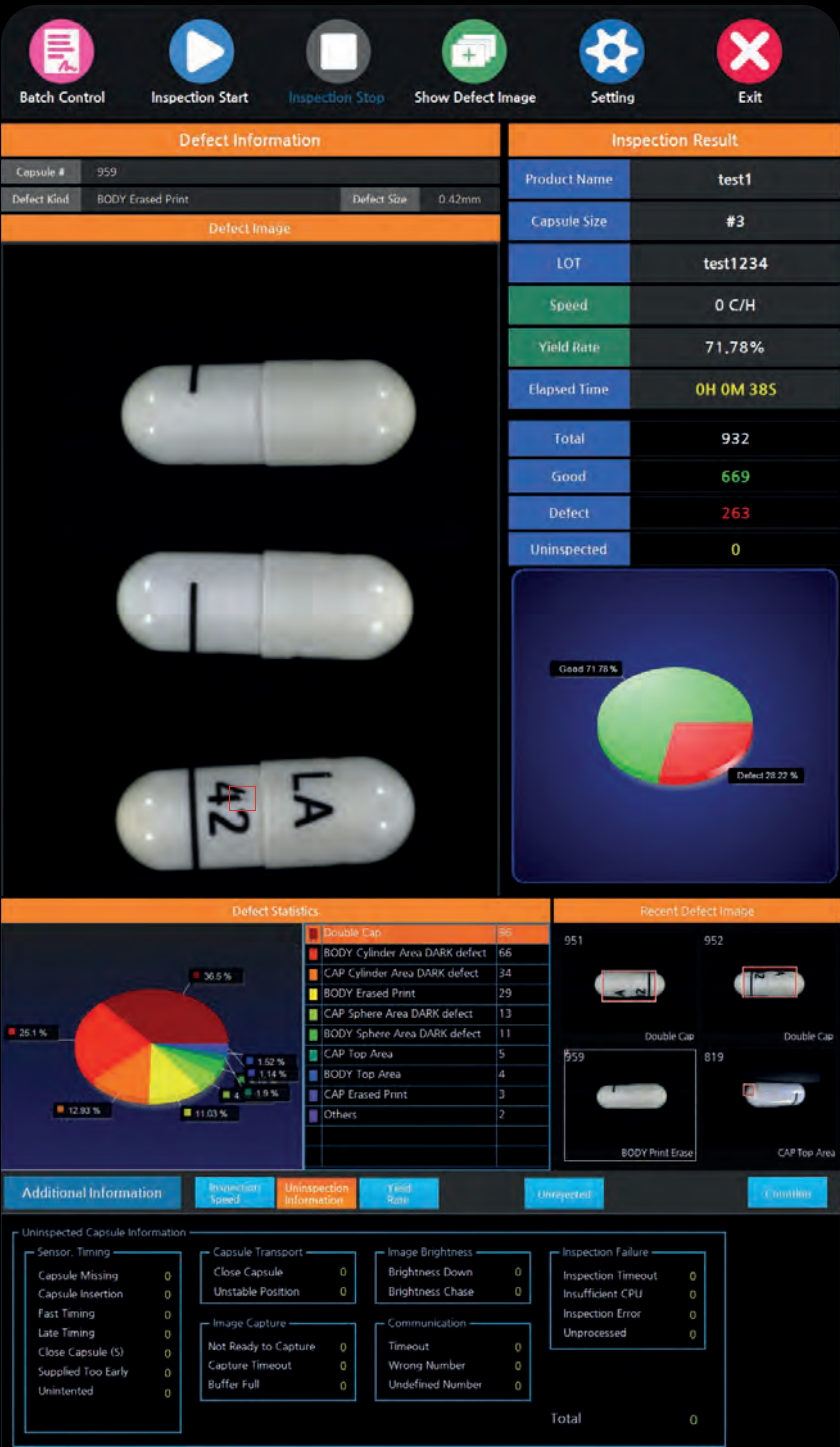 Batch Control Inspection Start Inspection Stop Show Defect Image Setting Exit
Defect Information
Capsule # 959
Defect Kind BODY Erased Print Defect Size 0.42mm
Defect Image
42 LA
Inspection Result
Product Name test1
Capsule Size #3
LOT test1234
Speed 0 C/H
Yield Rate 71.78%
Elapsed Time 0H 0M 38S
Total 932
Good 669
Defect 263
Uninspected 0
Good 71.78 %
Defect 28.22 %
Defect Statistics
36.5 %
25.1 %
12.93 %
11.03 %
4
1.9 %
1.14 %
1.52 %
Double Cap 96
BODY Cylinder Area DARK defect 66
CAP Cylinder Area DARK defect 34
BODY Erased Print 29
CAP Sphere Area DARK defect 13
BODY Sphere Area DARK defect 11
CAP Top Area 5
BODY Top Area 4
CAP Erased Print 3
Others 2
Recent Defect Image
951 952
Double Cap Double Cap
959 819
BODY Print Erase CAP Top Area
Additional Information
Inspection
Speed
Uninspection
Information
Yield
Rate
Unrejected
Condition
Uninspected Capsule Information
Sensor. Timing
Capsule Missing 0
Capsule Insertion 0
Fast Timing 0
Late Timing 0
Close Capsule (S) 0
Supplied Too Early 0
Unintented 0
Capsule Transport
Close Capsule 0
Unstable Position 0
Image Capture
Not Ready to Capture 0
Capture Timeout 0
Buffer Full 0
Image Brightness
Brightness Down 0
Brightness Chase 0
Communication
Timeout 0
Wrong Number 0
Undefined Number 0
Inspection Failure
Inspection Timeout 0
Insufficient CPU 0
Inspection Error 0
Unprocessed 0
Total 0